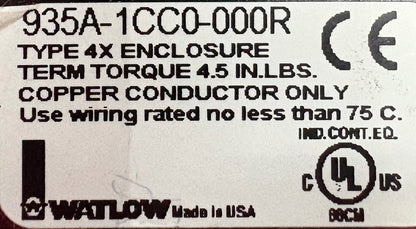 935A-1CC0-000R
CE
TYPE 4X ENCLOSURE
TERM TORQUE 4.5 IN.LBS.
COPPER CONDUCTOR ONLY
Use wiring rated no less than 75 C.
IND.CONT.EQ.
C UL US
WATLOW Made in USA
88CM